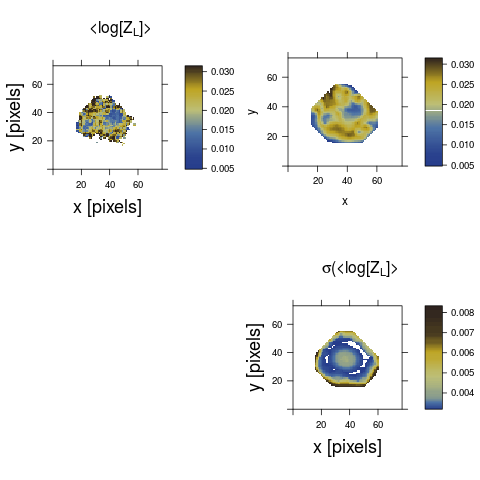 <log[Z_L]>
y [pixels]
60
40
20
20 40 60
x [pixels]
0.030
0.025
0.020
0.015
0.010
0.005
y
60
40
20
20 40 60
x
0.030
0.025
0.020
0.015
0.010
0.005
σ(<log[Z_L]>
y [pixels]
60
40
20
20 40 60
x [pixels]
0.008
0.007
0.006
0.005
0.004